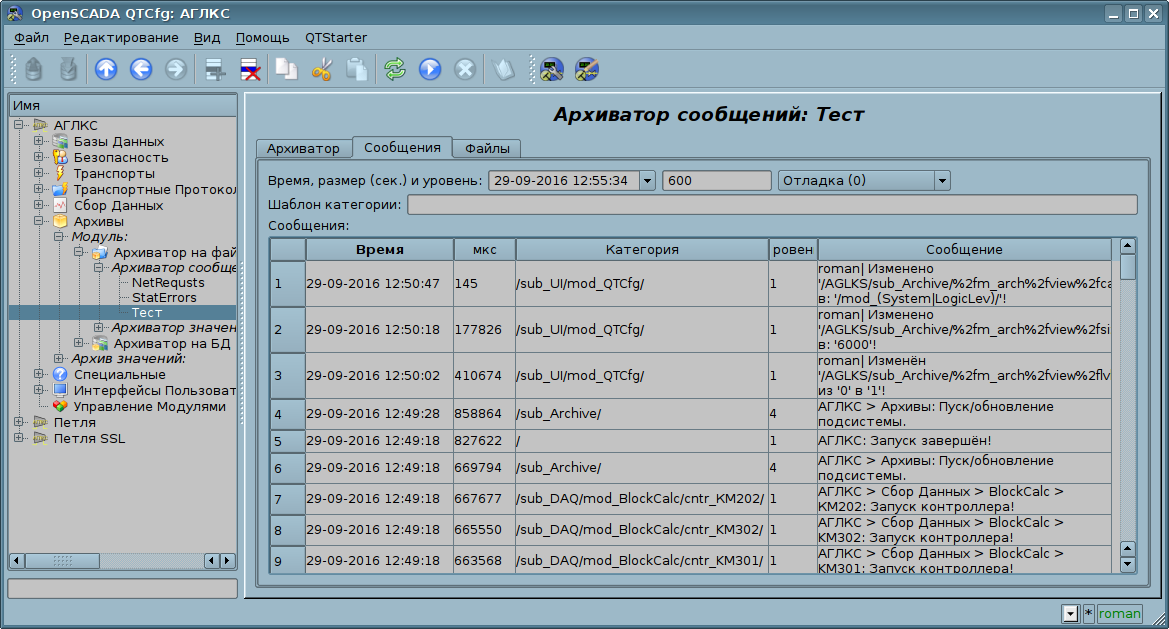 OpenSCADA QTCfg: АГЛКС
Файл Редактирование Вид Помощь QTStarter
Имя
АГЛКС
Базы Данных
Безопасность
Транспорты
Транспортные Протокол
Сбор Данных
Архивы
Модуль:
Архиватор на фай
Архиватор сообще
NetRequsts
StatErrors
Тест
Архиватор значен
Архиватор на БД
Архив значений:
Специальные
Интерфейсы Пользоват
Управление Модулями
Петля
Петля SSL
Архиватор сообщений: Тест
Архиватор Сообщения Файлы
Время, размер (сек.) и уровень: 29-09-2016 12:55:34 600 Отладка (0)
Шаблон категории:
Сообщения:
Время мкс Категория ровен Сообщение
1 29-09-2016 12:50:47 145 /sub_UI/mod_QTCfg/ 1 roman| Изменено
'/AGLKS/sub_Archive/%2fm_arch%2fview%2fca
в: '/mod_(System|LogicLev)/'!
2 29-09-2016 12:50:18 177826 /sub_UI/mod_QTCfg/ 1 roman| Изменено
'/AGLKS/sub_Archive/%2fm_arch%2fview%2fsi
в: '6000'!
3 29-09-2016 12:50:02 410674 /sub_UI/mod_QTCfg/ 1 roman| Изменён
'/AGLKS/sub_Archive/%2fm_arch%2fview%2flv
из '0' в '1'!
4 29-09-2016 12:49:28 858864 /sub_Archive/ 4 АГЛКС > Архивы: Пуск/обновление
подсистемы.
5 29-09-2016 12:49:18 827622 / 1 АГЛКС: Запуск завершён!
6 29-09-2016 12:49:18 669794 /sub_Archive/ 4 АГЛКС > Архивы: Пуск/обновление
подсистемы.
7 29-09-2016 12:49:18 667677 /sub_DAQ/mod_BlockCalc/cntr_KM202/ 1 АГЛКС > Сбор Данных > BlockCalc >
КМ202: Запуск контроллера!
8 29-09-2016 12:49:18 665550 /sub_DAQ/mod_BlockCalc/cntr_KM302/ 1 АГЛКС > Сбор Данных > BlockCalc >
КМ302: Запуск контроллера!
9 29-09-2016 12:49:18 663568 /sub_DAQ/mod_BlockCalc/cntr_KM301/ 1 АГЛКС > Сбор Данных > BlockCalc >
КМ301: Запуск контроллера!
* roman